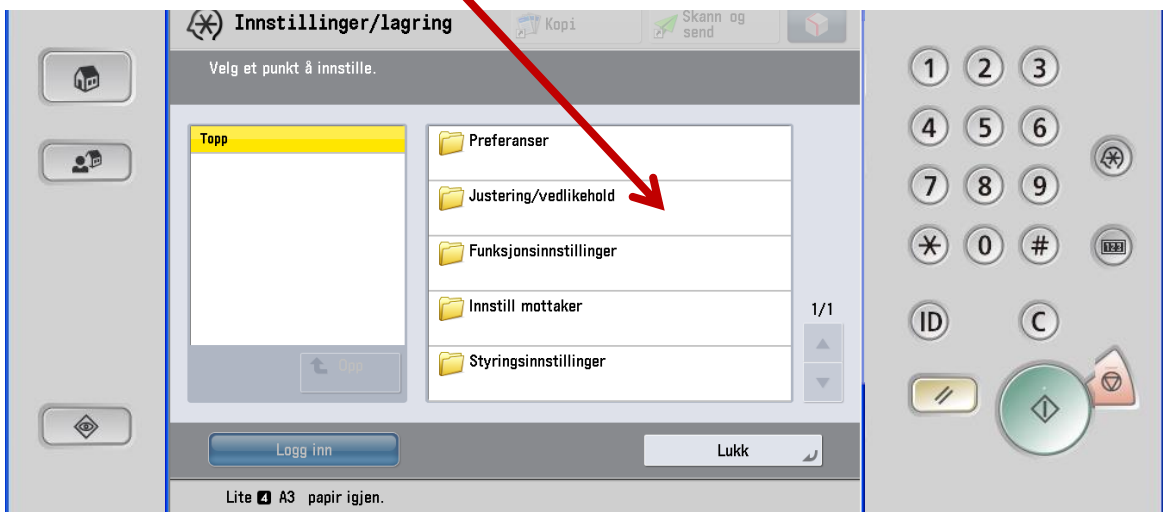 Innstillinger/lagring
Kopi
Skann og
send
Velg et punkt å innstille.
Topp
Preferanser
Justering/vedlikehold
Funksjonsinnstillinger
Innstill mottaker
Styringsinnstillinger
1/1
Opp
Logg inn
Lukk
Lite 4 A3 papir igjen.
1 2 3
4 5 6
7 8 9
* 0 #
123
ID C